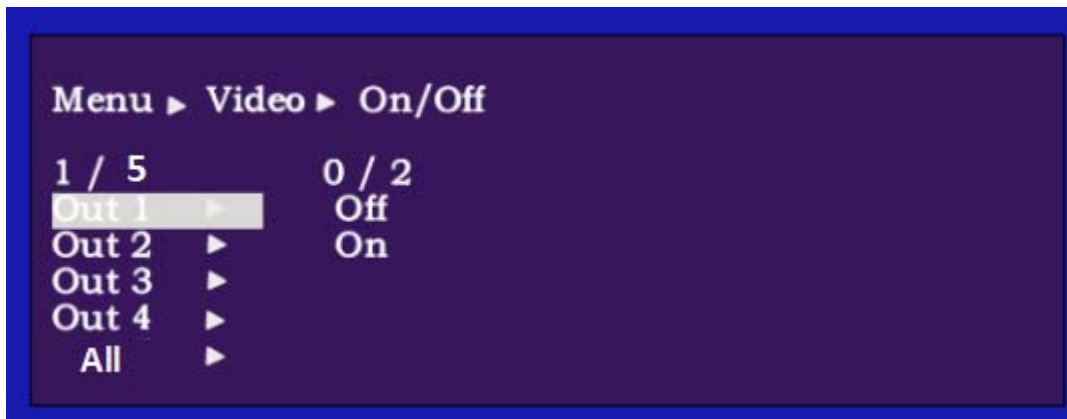 Menu ▶ Video ▶ On/Off
1 / 5 0 / 2
Out 1 ▶ Off
Out 2 ▶ On
Out 3 ▶
Out 4 ▶
All ▶